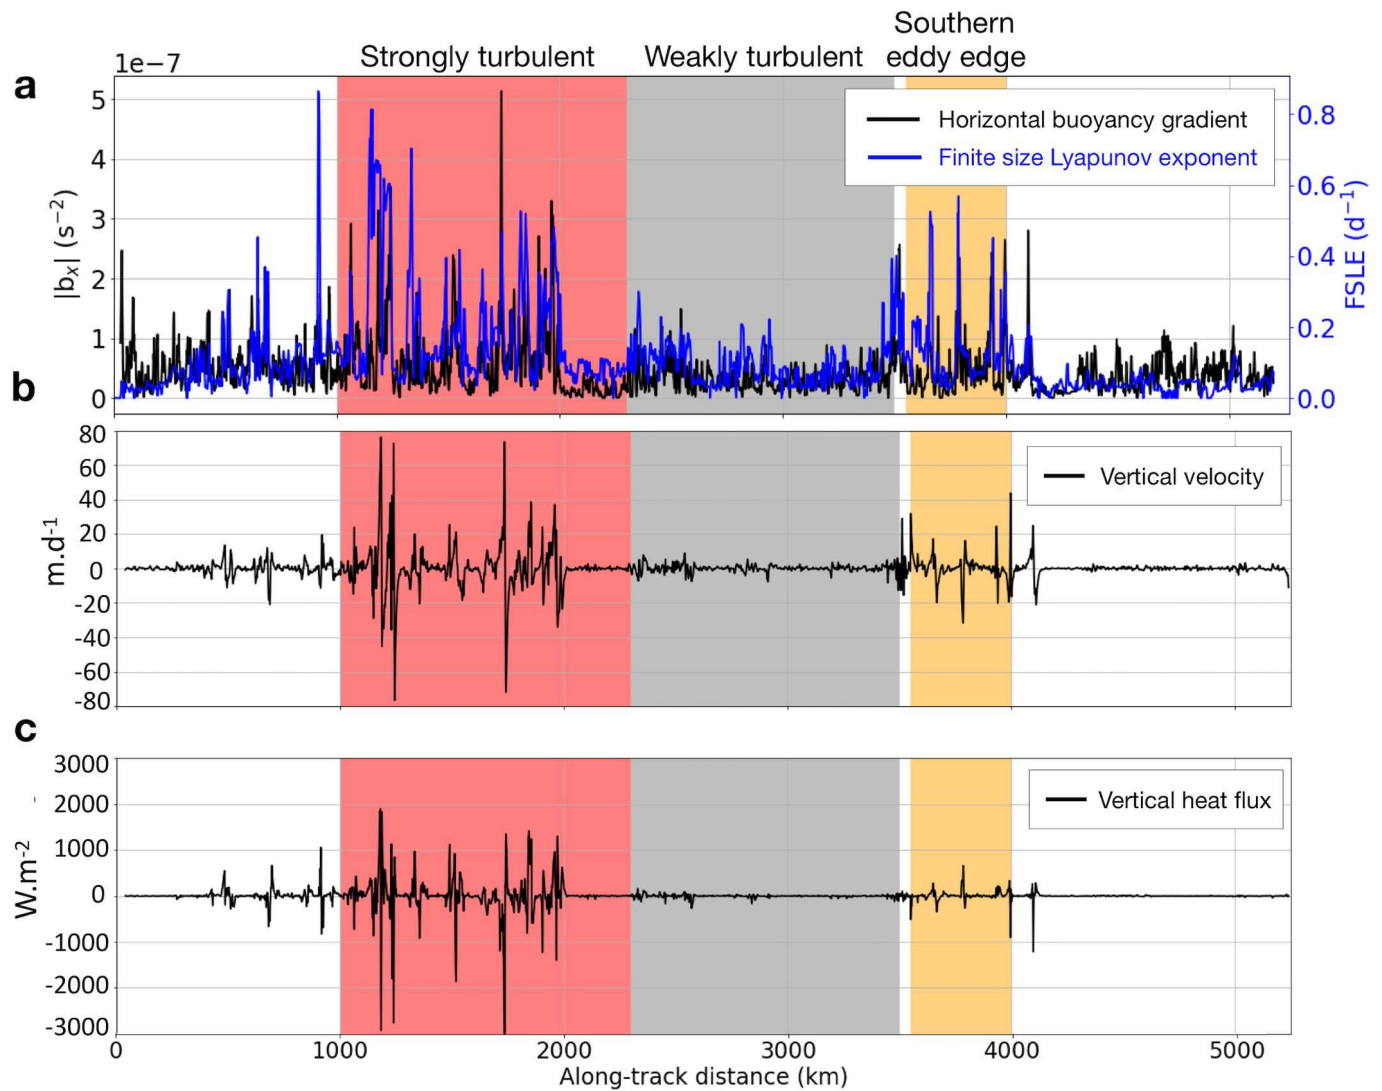 Southern
Strongly turbulent Weakly turbulent eddy edge
a
1e−7
5
4
3
2
1
0
|bₓ| (s⁻²)
Horizontal buoyancy gradient
Finite size Lyapunov exponent
0.8
0.6
0.4
0.2
0.0
FSLE (d⁻¹)
b
80
60
40
20
0
-20
-40
-60
-80
m.d⁻¹
Vertical velocity
c
3000
2000
1000
0
-1000
-2000
-3000
W.m⁻²
Vertical heat flux
0 1000 2000 3000 4000 5000
Along-track distance (km)